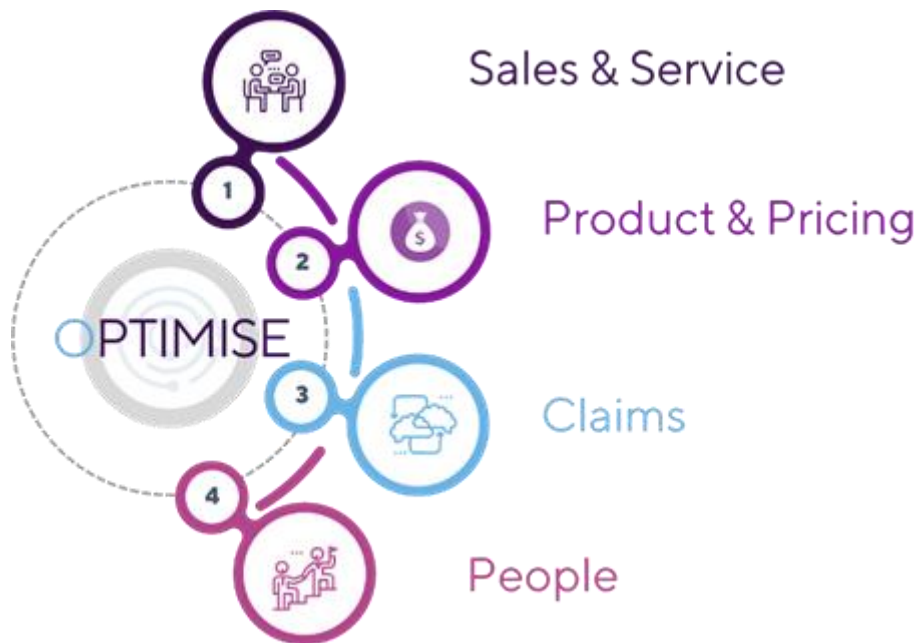 Sales & Service
1
Product & Pricing
$
2
OPTIMISE
3
Claims
4
People